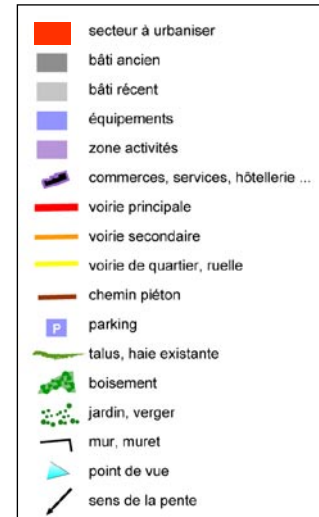 secteur à urbaniser
bâti ancien
bâti récent
équipements
zone activités
commerces, services, hôtellerie ...
voirie principale
voirie secondaire
voirie de quartier, ruelle
chemin piéton
P parking
talus, haie existante
boisement
jardin, verger
mur, muret
point de vue
sens de la pente